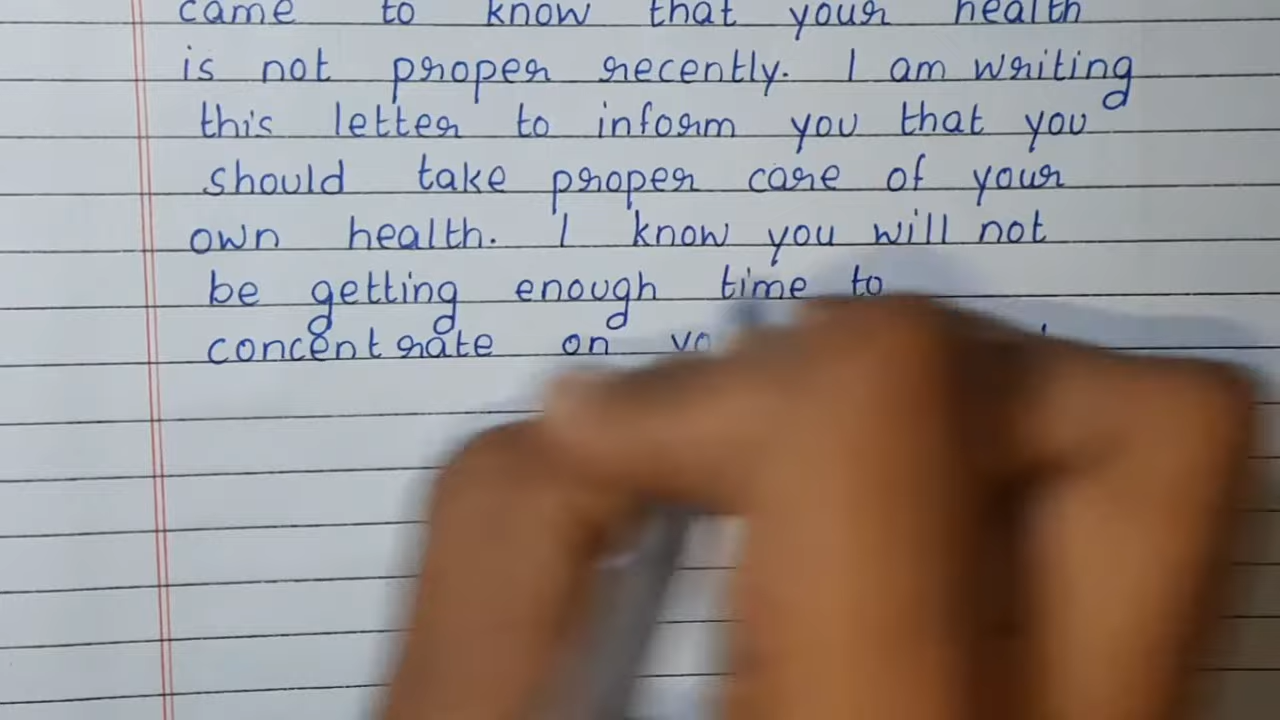 came to know that your health
is not proper recently. I am writing
this letter to inform you that you
should take proper care of your
own health. I know you will not
be getting enough time to
concentrate on